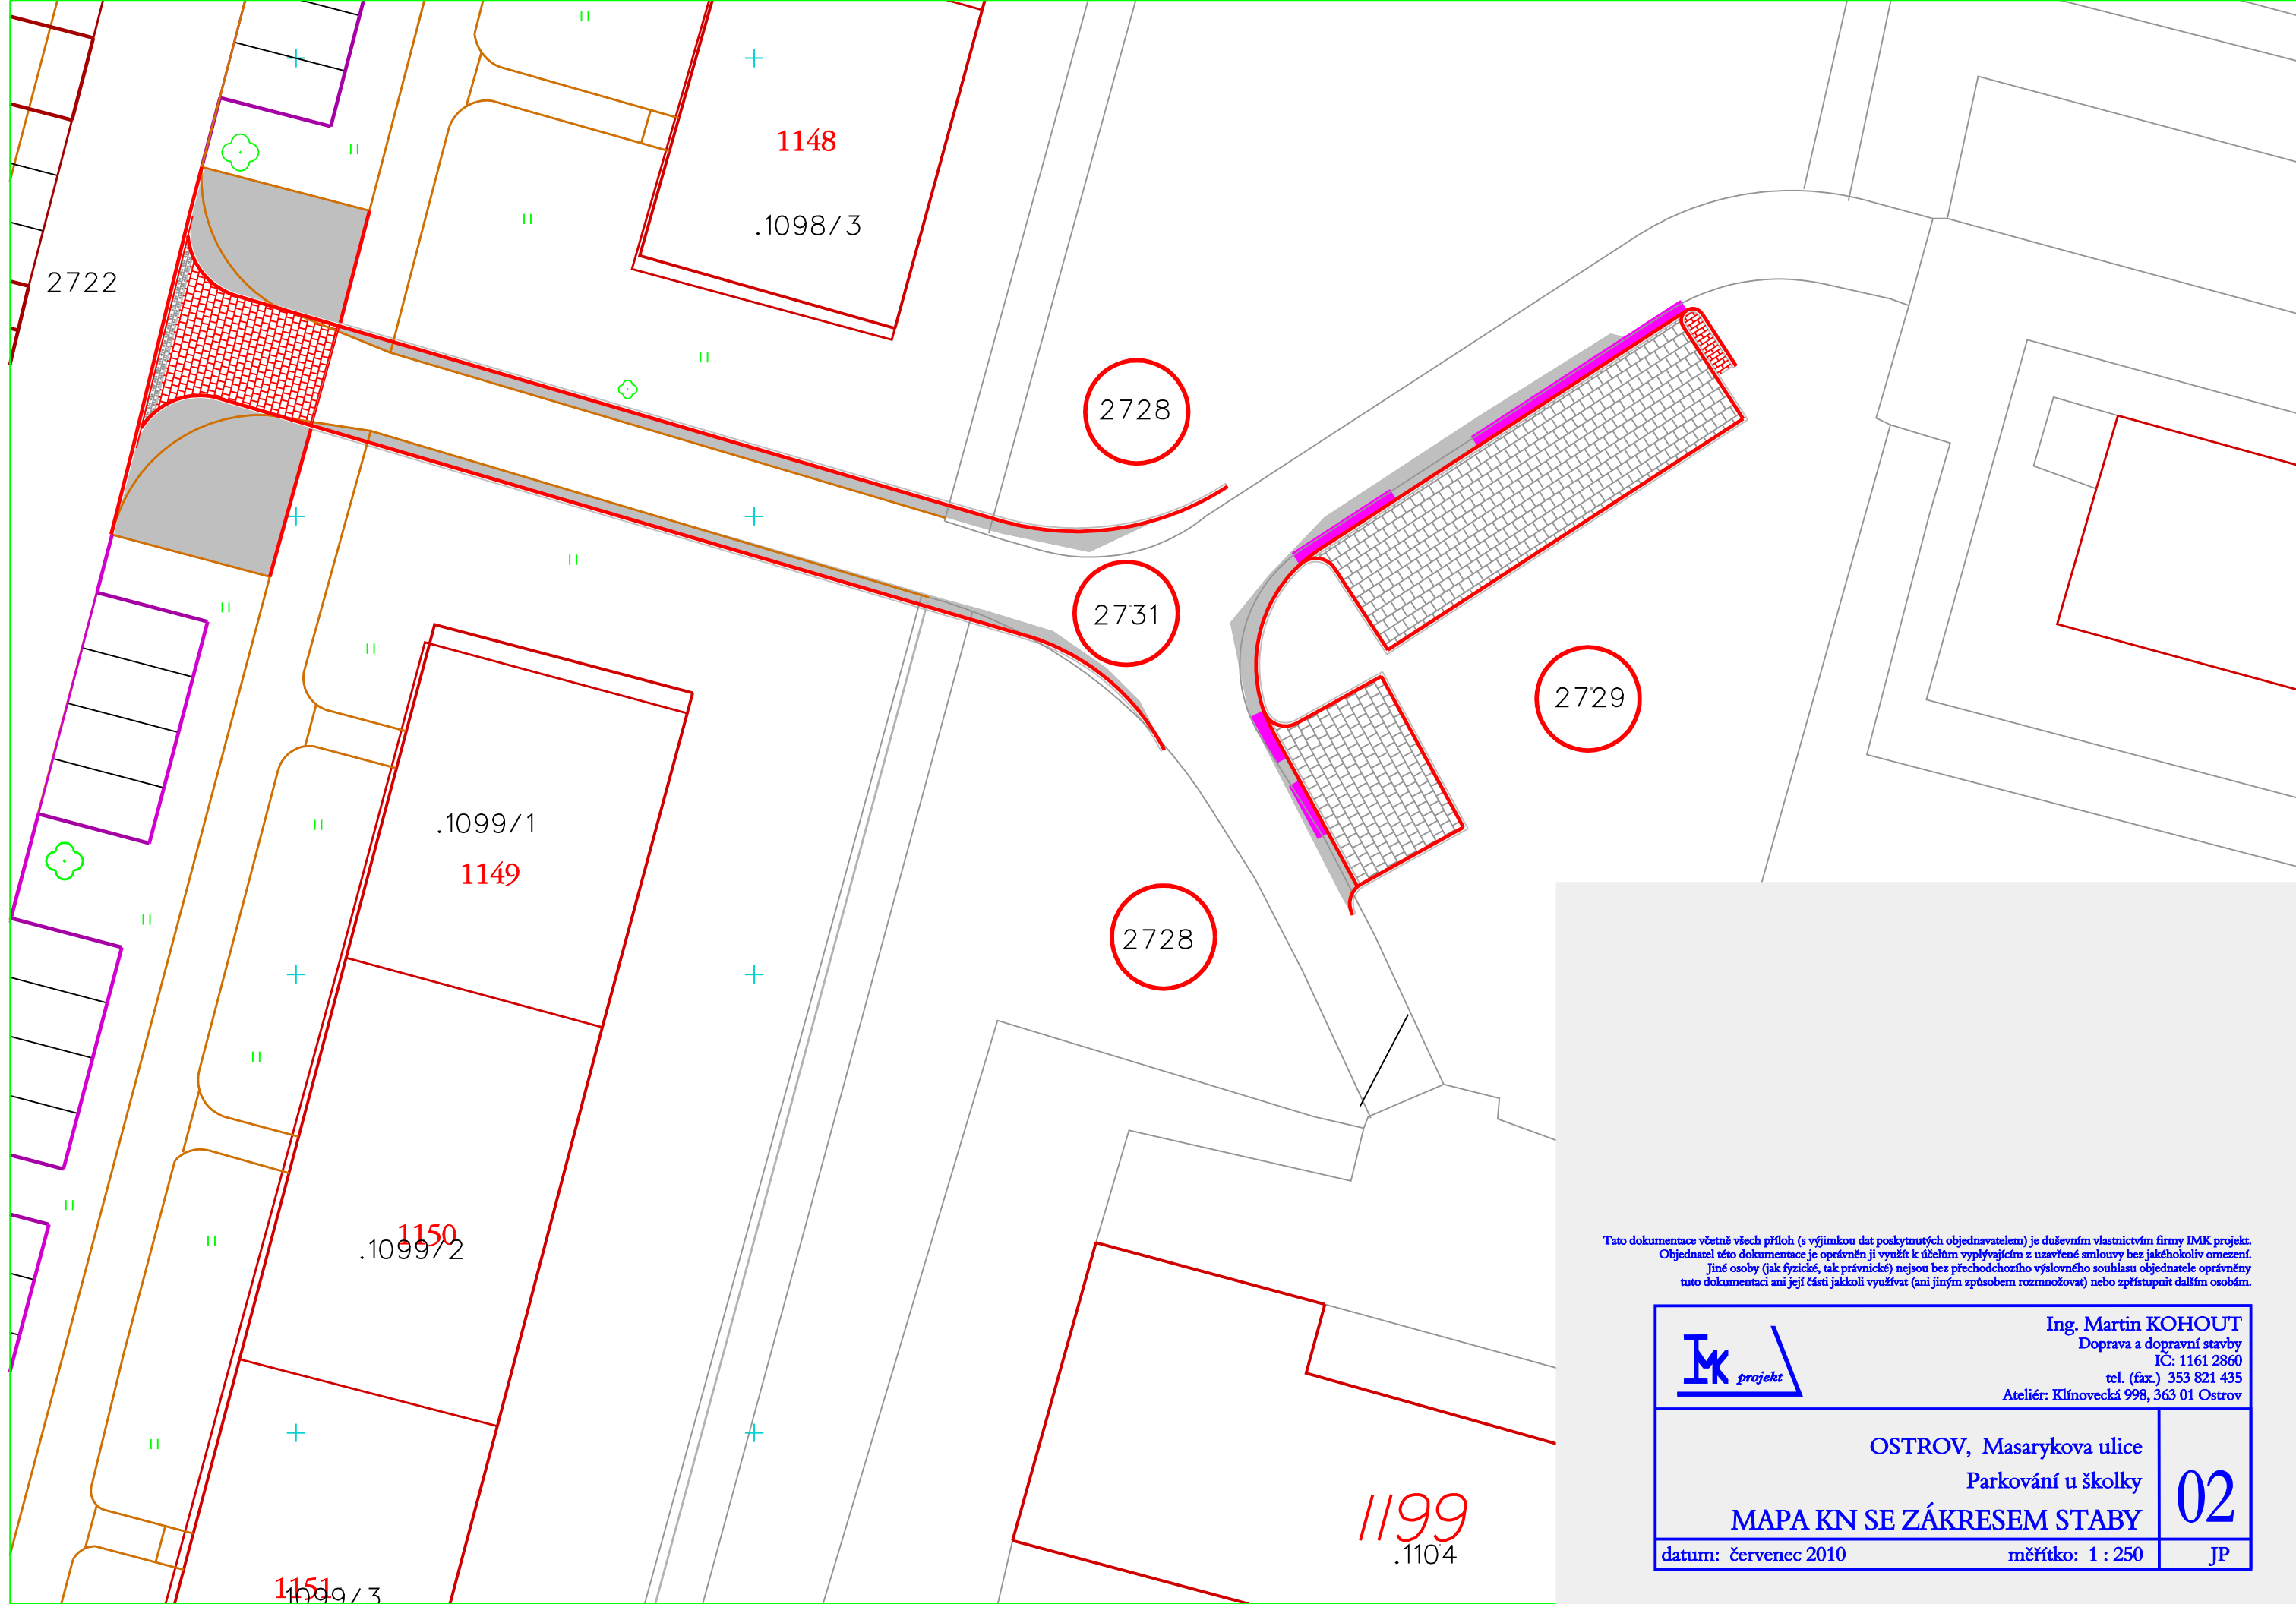 1148
.1098/3
2722
2728
2731
2729
.1099/1
1149
2728
1150
.1099/2
1199
.1104
1151
1099/3
Tato dokumentace včetně všech příloh (s výjimkou dat poskytnutých objednavatelem) je duševním vlastnictvím firmy IMK projekt.
Objednatel této dokumentace je oprávněn ji využít k účelům vyplývajícím z uzavřené smlouvy bez jakéhokoliv omezení.
Jiné osoby (jak fyzické, tak právnické) nejsou bez přechodchozího výslovného souhlasu objednatele oprávněny
tuto dokumentaci ani její části jakkoli využívat (ani jiným způsobem rozmnožovat) nebo zpřístupnit dalším osobám.
IMK projekt
Ing. Martin KOHOUT
Doprava a dopravní stavby
IČ: 1161 2860
tel. (fax.) 353 821 435
Ateliér: Klínovecká 998, 363 01 Ostrov
OSTROV, Masarykova ulice
Parkování u školky
MAPA KN SE ZÁKRESEM STABY
02
datum: červenec 2010
měřítko: 1 : 250
JP